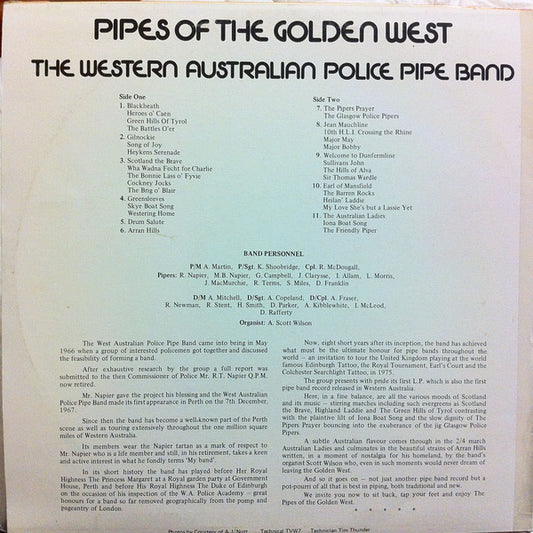 PIPES OF THE GOLDEN WEST
THE WESTERN AUSTRALIAN POLICE PIPE BAND
Side One
1. Blackbeath
Heroes o' Caen
Green Hills Of Tyrol
The Battles O'er
2. Gilnockie
Song of Joy
Heykens Serenade
3. Scotland the Brave
Wha Wadna Fecht for Charlie
The Bonnie Lass o' Fyvie
Cockney Jocks
The Brig o' Blair
4. Greensleeves
Skye Boat Song
Westering Home
5. Drum Salute
6. Arran Hills
Side Two
7. The Pipers Prayer
The Glasgow Police Pipers
8. Jean Mauchline
10th H.L.I. Crossing the Rhine
Major May
Major Bobby
9. Welcome to Dunfermline
Sullivans John
The Hills of Alva
Sir Thomas Wardle
10. Earl of Mansfield
The Barren Rocks
Heilan' Laddie
My Love She's but a Lassie Yet
11. The Australian Ladies
Iona Boat Song
The Friendly Piper
BAND PERSONNEL
P/M A. Martin, P/Sgt. K. Shoobridge, Cpl. R. McDougall,
Pipers: R. Napier, M.B. Napier, G. Campbell, J. Clarysse, I. Allam, L. Morris,
J. MacMurchie, R. Terms, S. Miles, D. Franklin
D/M A. Mitchell, D/Sgt. A. Copeland, D/Cpl. A. Fraser,
R. Newman, R. Stent, H. Smith, D. Parker, A. Kibblewhite, I. McLeod,
D. Rafferty
Organist: A. Scott Wilson
The West Australian Police Pipe Band came into being in May
1966 when a group of interested policemen got together and discussed
the feasibility of forming a band.
After exhaustive research by the group a full report was
submitted to the then Commissioner of Police Mr. R.T. Napier Q.P.M.
now retired.
Mr. Napier gave the project his blessing and the West Australian
Police Pipe Band made its first appearance in Perth on the 7th December,
1967.
Since then the band has become a well-known part of the Perth
scene as well as touring extensively throughout the one million square
miles of Western Australia.
Its members wear the Napier tartan as a mark of respect to
Mr. Napier who is a life member and still, in his retirement, takes a keen
and active interest in what he fondly terms 'My band'.
In its short history the band has played before Her Royal
Highness The Princess Margaret at a Royal garden party at Government
House, Perth and before His Royal Highness The Duke of Edinburgh
on the occasion of his inspection of the W.A. Police Academy – great
honours for a band so far removed geographically from the pomp and
pageantry of London.
Now, eight short years after its inception, the band has achieved
what must be the ultimate honour for pipe bands throughout the
world – an invitation to tour the United Kingdom playing at the world
famous Edinburgh Tattoo, the Royal Tournament, Earl's Court and the
Colchester Searchlight Tattoo, in 1975.
The group presents with pride its first L.P. which is also the first
pipe band record released in Western Australia.
Here, in a fine balance, are all the various moods of Scotland
and its music – stirring marches including such evergreens as Scotland
the Brave, Highland Laddie and The Green Hills of Tyrol contrasting
with the plaintive lilt of Iona Boat Song and the slow dignity of The
Pipers Prayer bouncing into the exuberance of the jig Glasgow Police
Pipers.
A subtle Australian flavour comes through in the 2/4 march
Australian Ladies and culminates in the beautiful strains of Arran Hills
written, in a moment of nostalgia for his homeland, by the band's
organist Scott Wilson who, even in such moments would never dream of
leaving the Golden West.
And so it goes on – not just another pipe band record but a
pot-pourri of all that is best in piping, both traditional and new.
We invite you now to sit back, tap your feet and enjoy The
Pipes of the Golden West.
* * * * *
Photos by Courtesy of A.J. Nutt Technical TVW7 Technician Tim Thunder